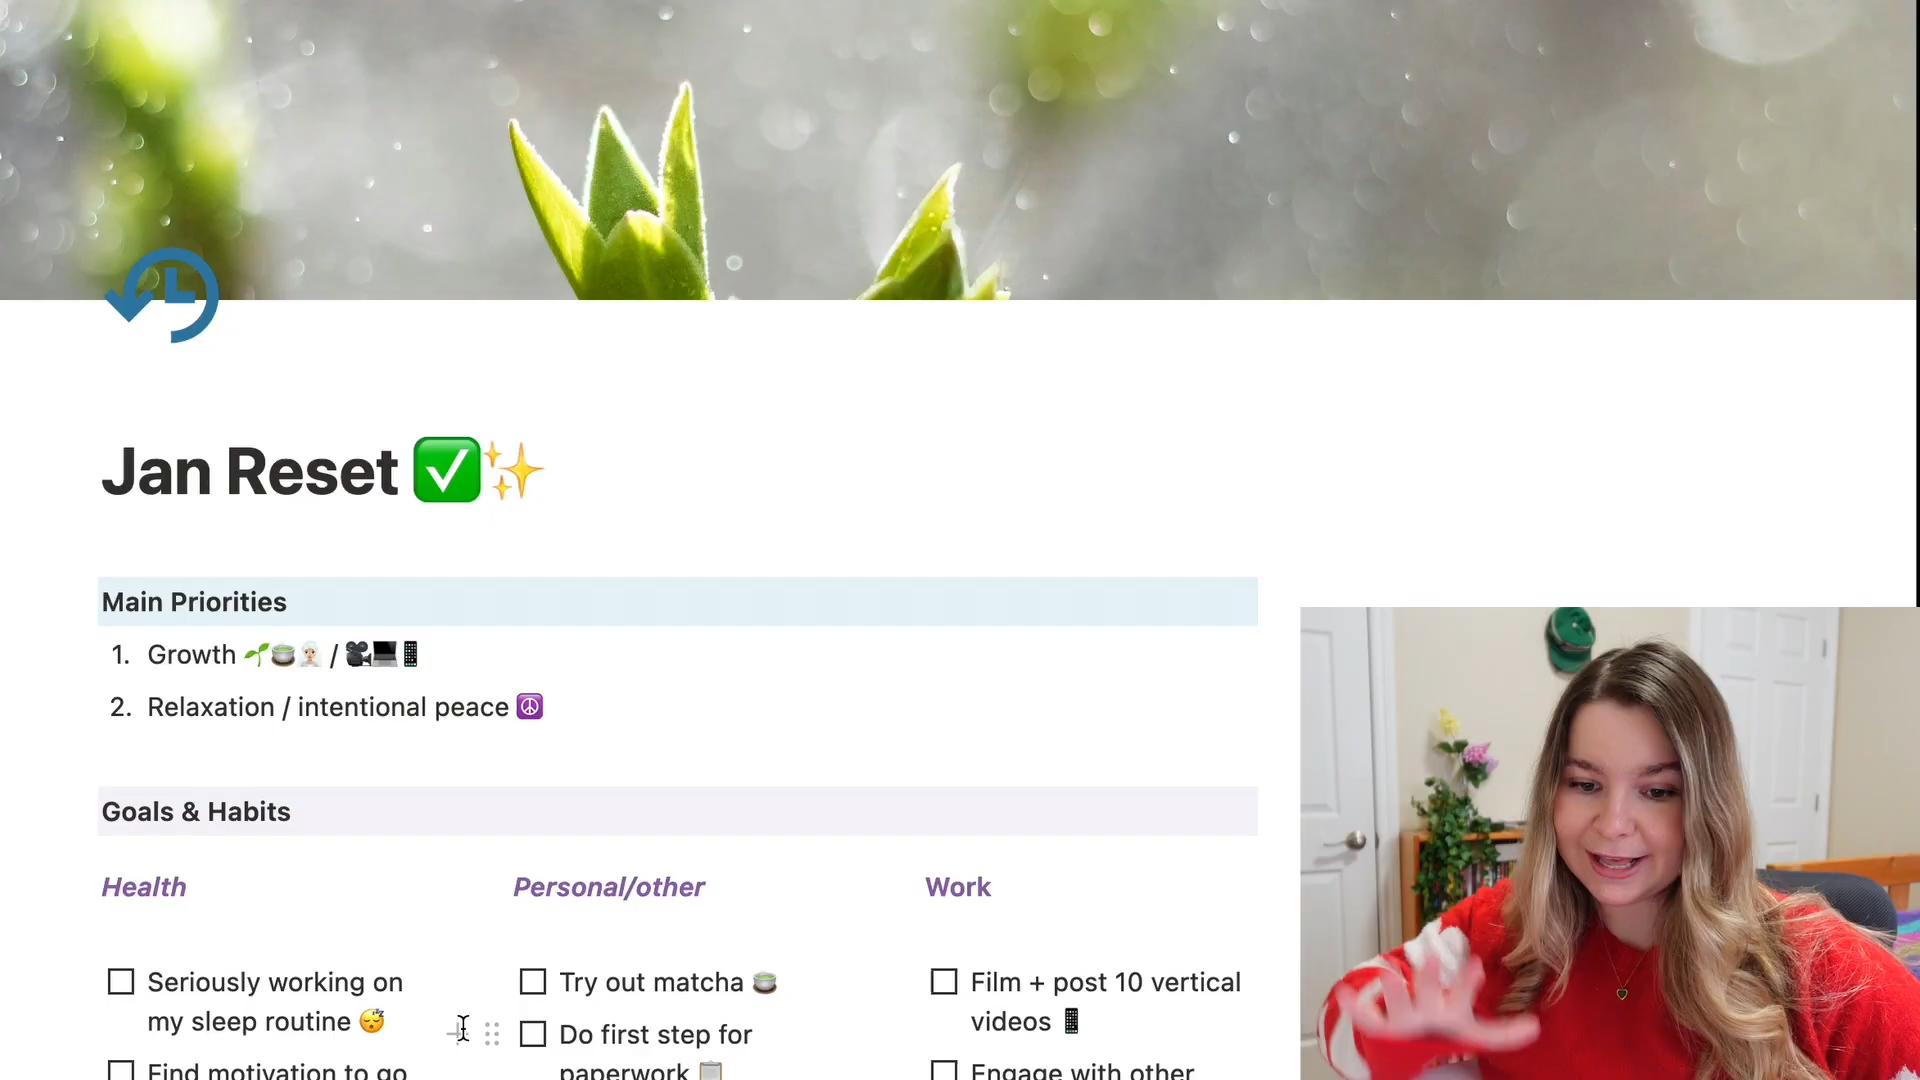 Jan Reset ✅✨
Main Priorities
1. Growth 🌱🍵🧖🏼‍♀️ / 🎥💻📱
2. Relaxation / intentional peace ☮️
Goals & Habits
Health
Personal/other
Work
Seriously working on
my sleep routine 😴
Find motivation to go
Try out matcha 🍵
Do first step for
paperwork 📋
Film + post 10 vertical
videos 📱
Engage with other